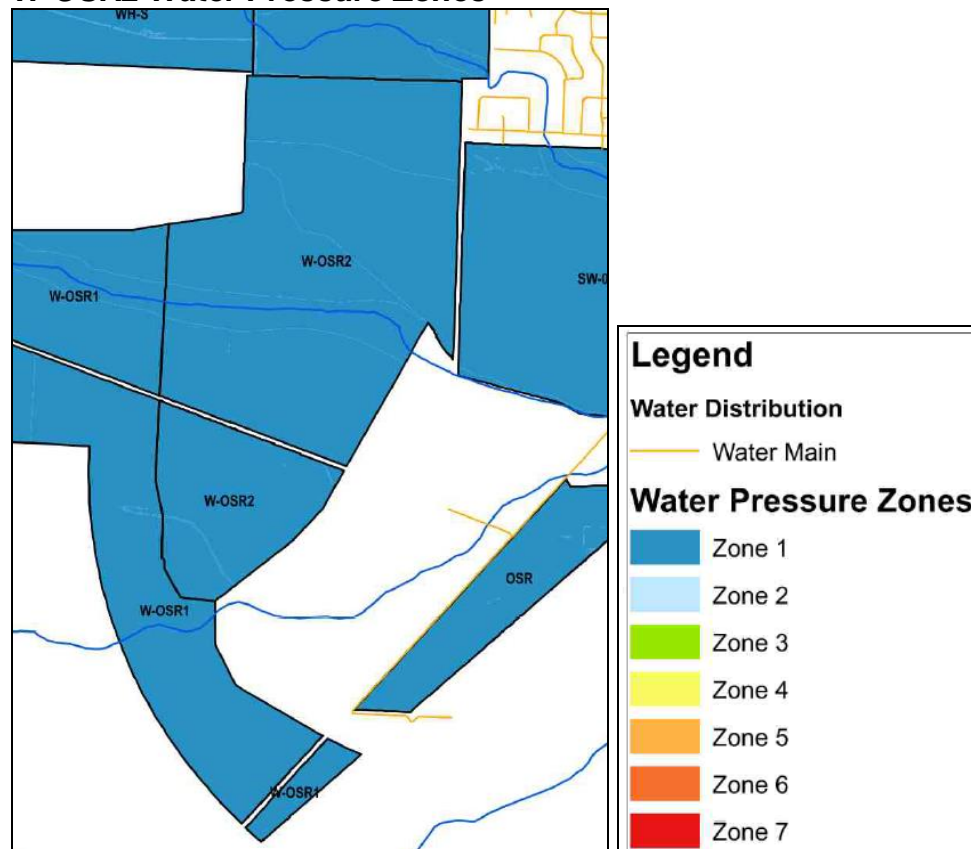 WH-S
W-OSR2
W-OSR1
SW-0
W-OSR2
OSR
W-OSR1
W-OSR1
Legend
Water Distribution
Water Main
Water Pressure Zones
Zone 1
Zone 2
Zone 3
Zone 4
Zone 5
Zone 6
Zone 7